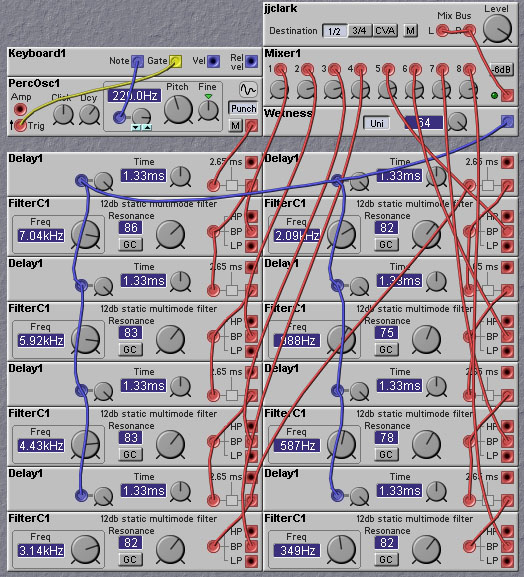 jjclark
Mix Bus
Level
Destination 1/2 3/4 CVA M L R
Keyboard1
Note Gate Vel Rel vel
Mixer1
1 2 3 4 5 6 7 8 -6dB
PercOsc1
Amp
Click Dcy 220.0Hz Pitch Fine
Punch
Trig M
Wetness
Uni 64
Delay1
Time 2.65 ms
1.33ms
Delay1
Time ms
1.33ms
FilterC1 12db static multimode filter
Freq Resonance HP
7.04kHz 86 BP
GC LP
FilterC1 12db static multimode filter
Freq Resonance HP
2.09kHz 82 BP
GC LP
Delay1
Time 2.65 ms
1.33ms
Delay1
Time 2.65 ms
1.33ms
FilterC1 12db static multimode filter
Freq Resonance HP
5.92kHz 83 BP
GC LP
FilterC1 12db static multimode filter
Freq Resonance HP
988Hz 75 BP
GC LP
Delay1
Time 2.65 ms
1.33ms
Delay1
Time 2.65 ms
1.33ms
FilterC1 12db static multimode filter
Freq Resonance HP
4.43kHz 83 BP
GC LP
FilterC1 12db static multimode filter
Freq Resonance HP
587Hz 78 BP
GC LP
Delay1
Time 2.65 ms
1.33ms
Delay1
Time 2.65 ms
1.33ms
FilterC1 12db static multimode filter
Freq Resonance HP
3.14kHz 82 BP
GC LP
FilterC1 12db static multimode filter
Freq Resonance HP
349Hz 82 BP
GC LP